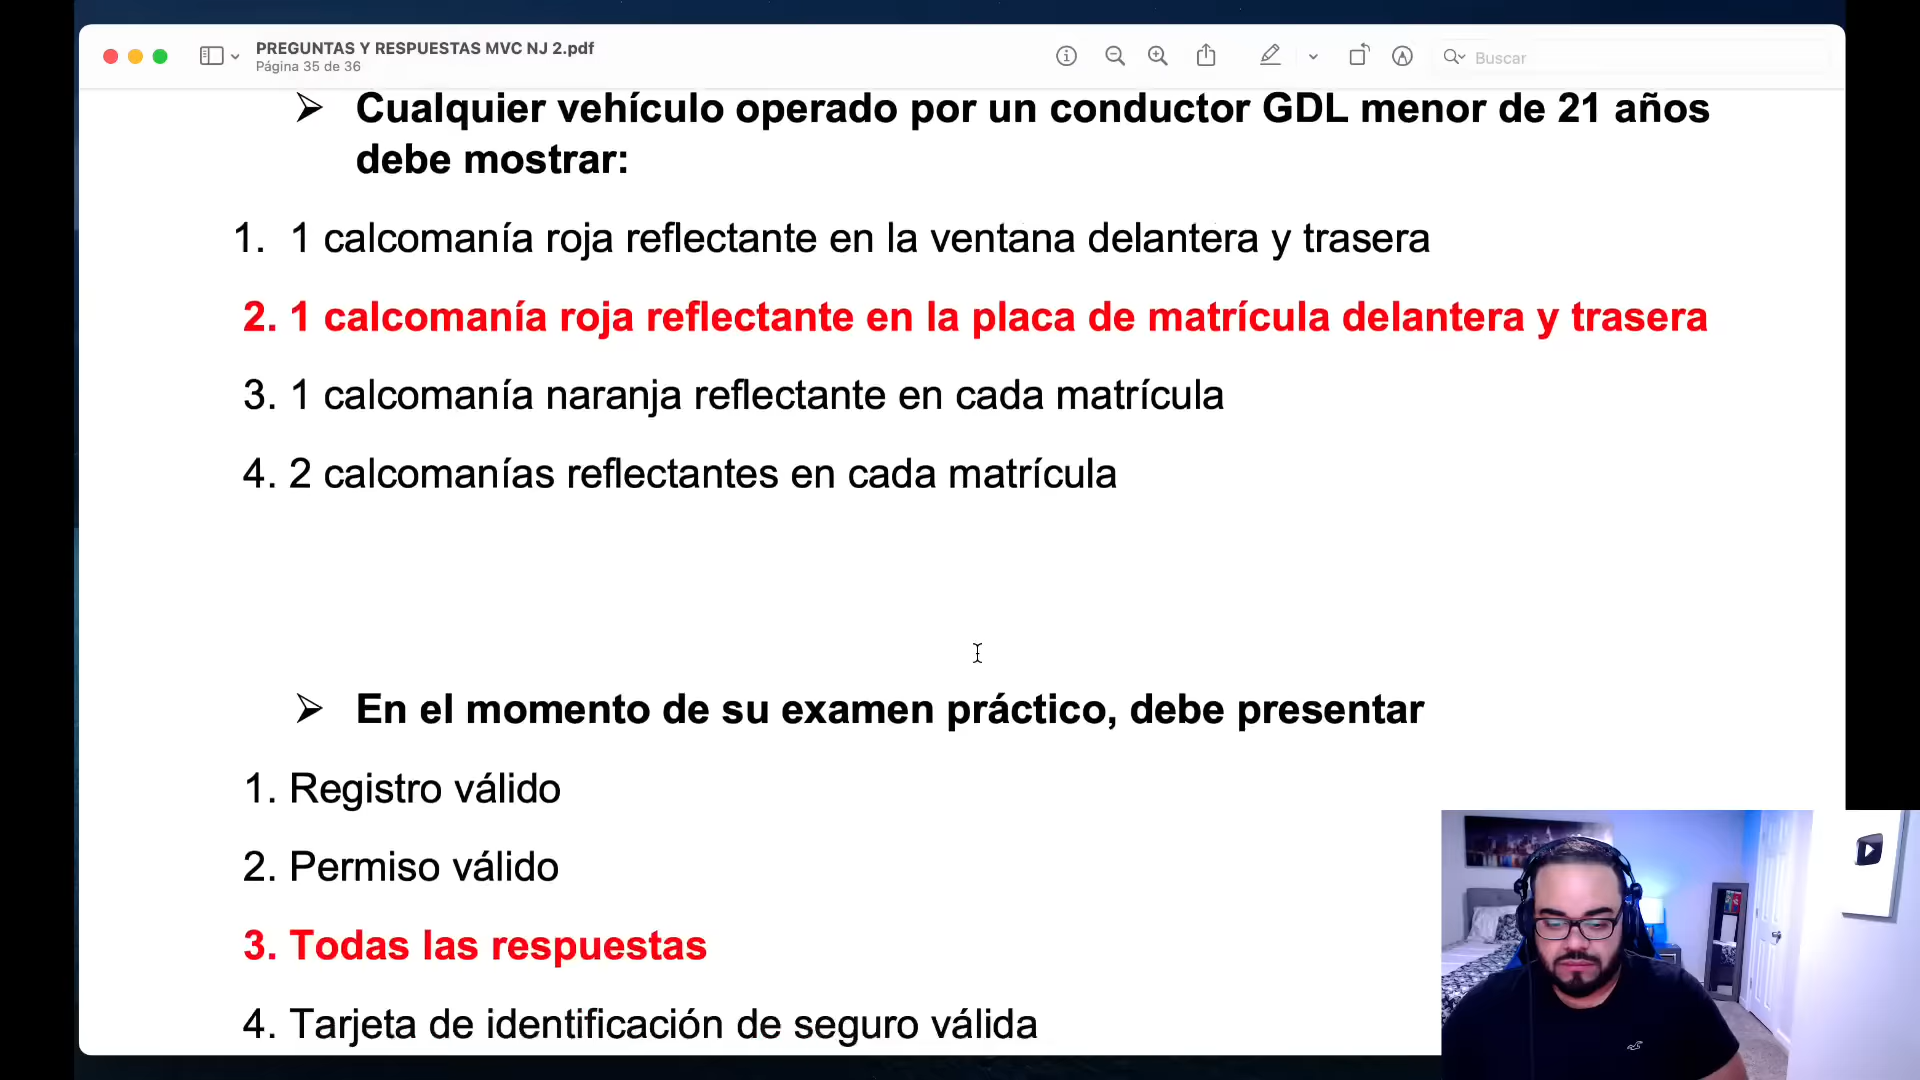 PREGUNTAS Y RESPUESTAS MVC NJ 2.pdf
Página 35 de 36
Buscar
➢ Cualquier vehículo operado por un conductor GDL menor de 21 años
debe mostrar:
1. 1 calcomanía roja reflectante en la ventana delantera y trasera
2. 1 calcomanía roja reflectante en la placa de matrícula delantera y trasera
3. 1 calcomanía naranja reflectante en cada matrícula
4. 2 calcomanías reflectantes en cada matrícula
➢ En el momento de su examen práctico, debe presentar
1. Registro válido
2. Permiso válido
3. Todas las respuestas
4. Tarjeta de identificación de seguro válida